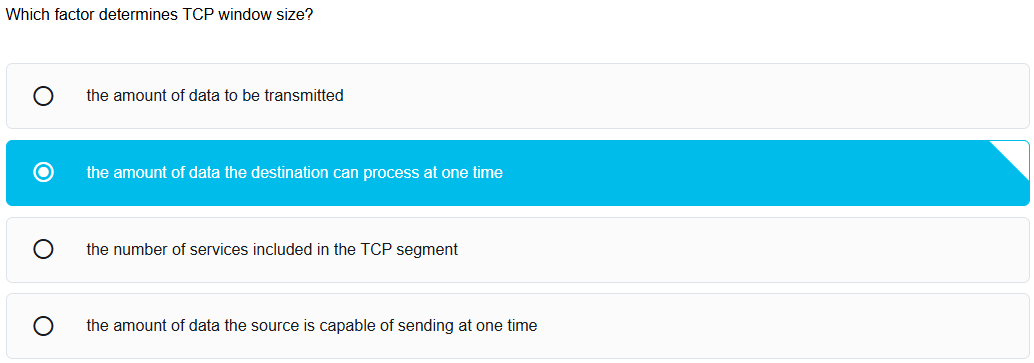 Which factor determines TCP window size?
the amount of data to be transmitted
the amount of data the destination can process at one time
the number of services included in the TCP segment
the amount of data the source is capable of sending at one time